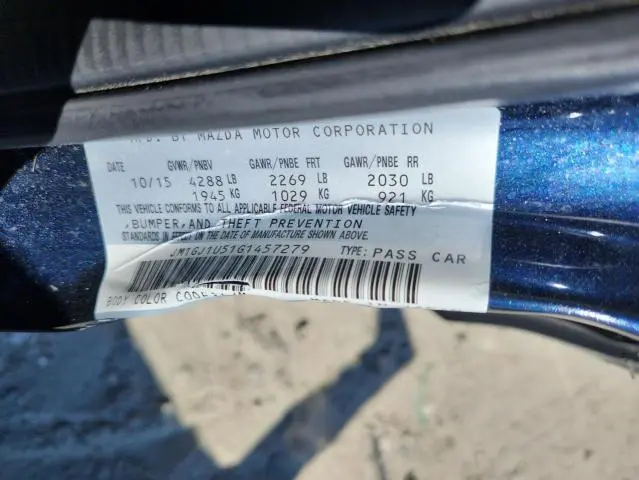 MFD. BY MAZDA MOTOR CORPORATION
DATE GVWR/PNBV GAWR/PNBE FRT GAWR/PNBE RR
10/15 4288 LB 2269 LB 2030 LB
1945 KG 1029 KG 921 KG
THIS VEHICLE CONFORMS TO ALL APPLICABLE FEDERAL MOTOR VEHICLE SAFETY
,BUMPER,AND THEFT PREVENTION
STANDARDS IN EFFECT ON THE DATE OF MANUFACTURE SHOWN ABOVE.
JM1GJ1U51G1457279 TYPE: PASS CAR
BODY COLOR CODE: